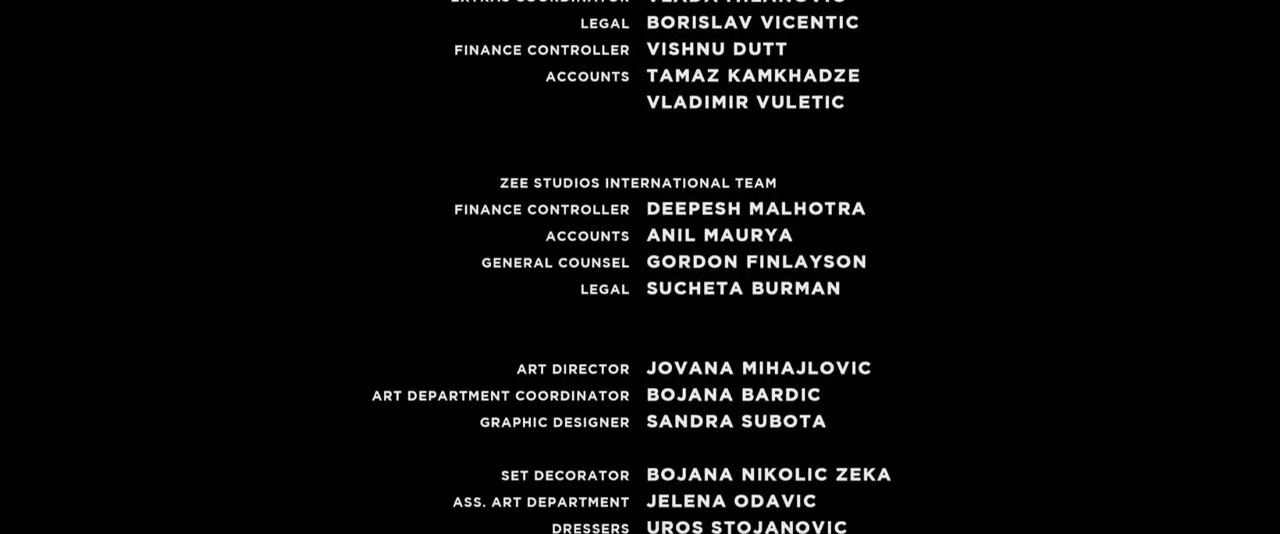 LEGAL BORISLAV VICENTIC
FINANCE CONTROLLER VISHNU DUTT
ACCOUNTS TAMAZ KAMKHADZE
VLADIMIR VULETIC
ZEE STUDIOS INTERNATIONAL TEAM
FINANCE CONTROLLER DEEPESH MALHOTRA
ACCOUNTS ANIL MAURYA
GENERAL COUNSEL GORDON FINLAYSON
LEGAL SUCHETA BURMAN
ART DIRECTOR JOVANA MIHAJLOVIC
ART DEPARTMENT COORDINATOR BOJANA BARDIC
GRAPHIC DESIGNER SANDRA SUBOTA
SET DECORATOR BOJANA NIKOLIC ZEKA
ASS. ART DEPARTMENT JELENA ODAVIC
DRESSERS UROS STOJANOVIC